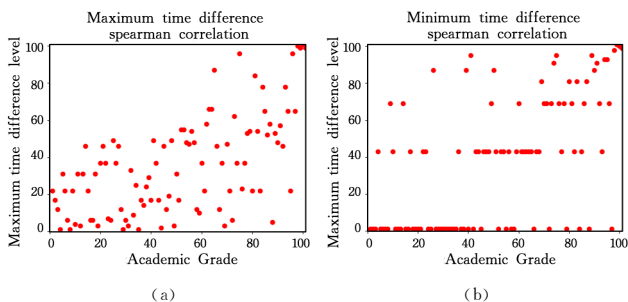 Maximum time difference
spearman correlation
Maximum time difference level
100
80
60
40
20
0
0 20 40 60 80 100
Academic Grade
(a)
Minimum time difference
spearman correlation
Maximum time difference level
100
80
60
40
20
0
0 20 40 60 80 100
Academic Grade
(b)